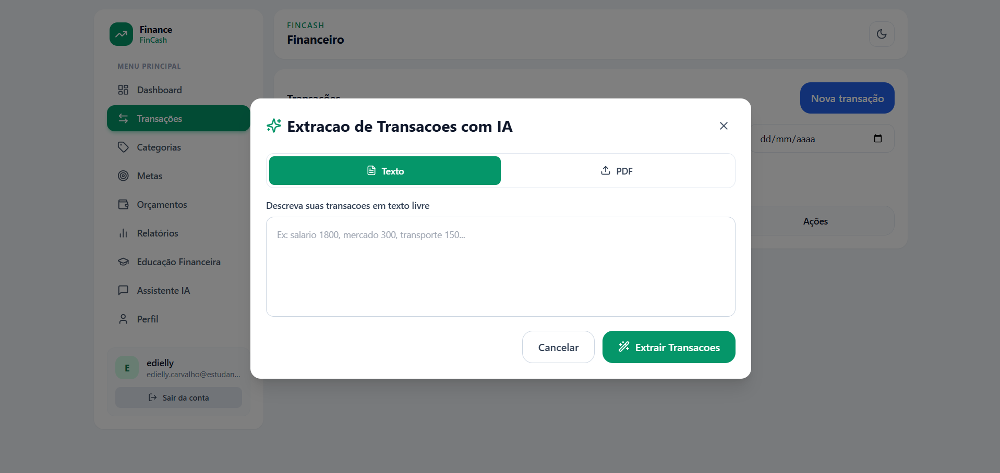 Finance
FinCash
MENU PRINCIPAL
Dashboard
Transações
Categorias
Metas
Orçamentos
Relatórios
Educação Financeira
Assistente IA
Perfil
E
edielly
edielly.carvalho@estudan...
Sair da conta
FINCASH
Financeiro
Transações
Nova transação
dd/mm/aaaa
Ações
Extracao de Transacoes com IA
Texto
PDF
Descreva suas transacoes em texto livre
Ex: salario 1800, mercado 300, transporte 150...
Cancelar
Extrair Transacoes